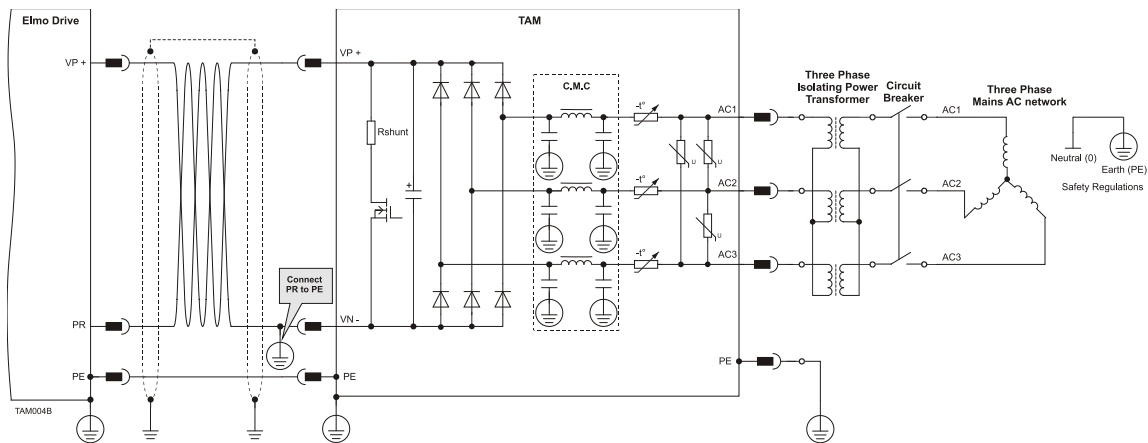 Elmo Drive
TAM
VP +
VP +
Rshunt
+
C.M.C
-t°
-t°
-t°
U
U
U
AC1
AC2
AC3
Three Phase
Isolating Power
Transformer
Circuit
Breaker
Three Phase
Mains AC network
AC1
AC2
AC3
Neutral (0)
Earth (PE)
Safety Regulations
Connect
PR to PE
PR
VN -
PE
PE
PE
TAM004B